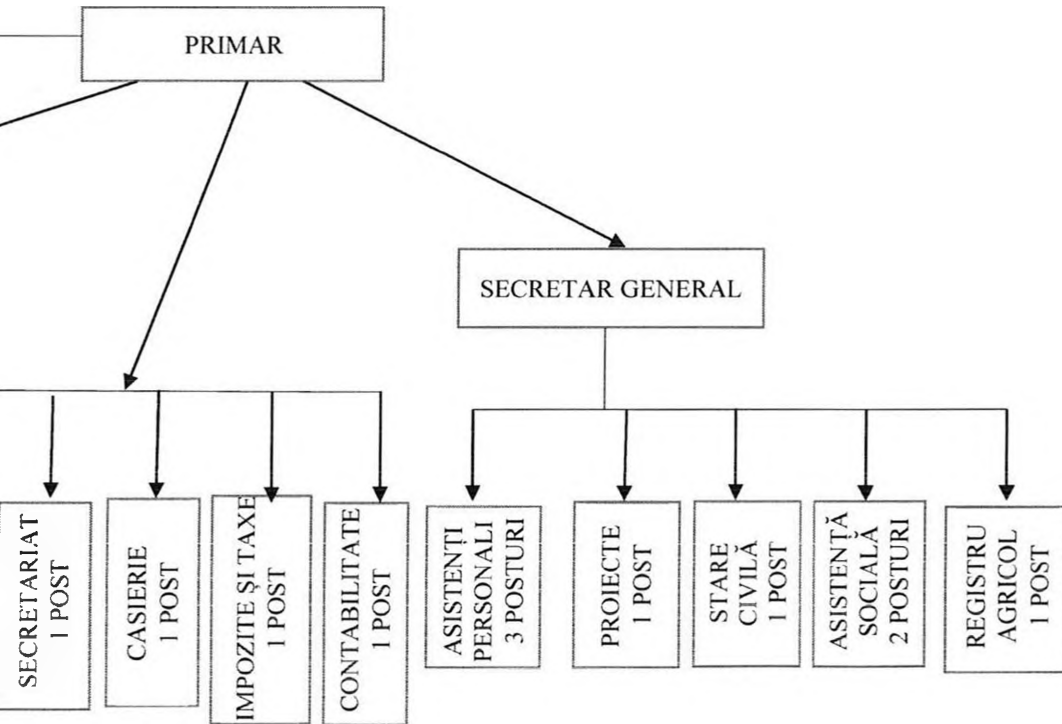 PRIMAR
SECRETAR GENERAL
SECRETARIAT
1 POST
CASIERIE
1 POST
IMPOZITE ȘI TAXE
1 POST
CONTABILITATE
1 POST
ASISTENȚI
PERSONALI
3 POSTURI
PROIECTE
1 POST
STARE
CIVILĂ
1 POST
ASISTENȚĂ
SOCIALĂ
2 POSTURI
REGISTRU
AGRICOL
1 POST